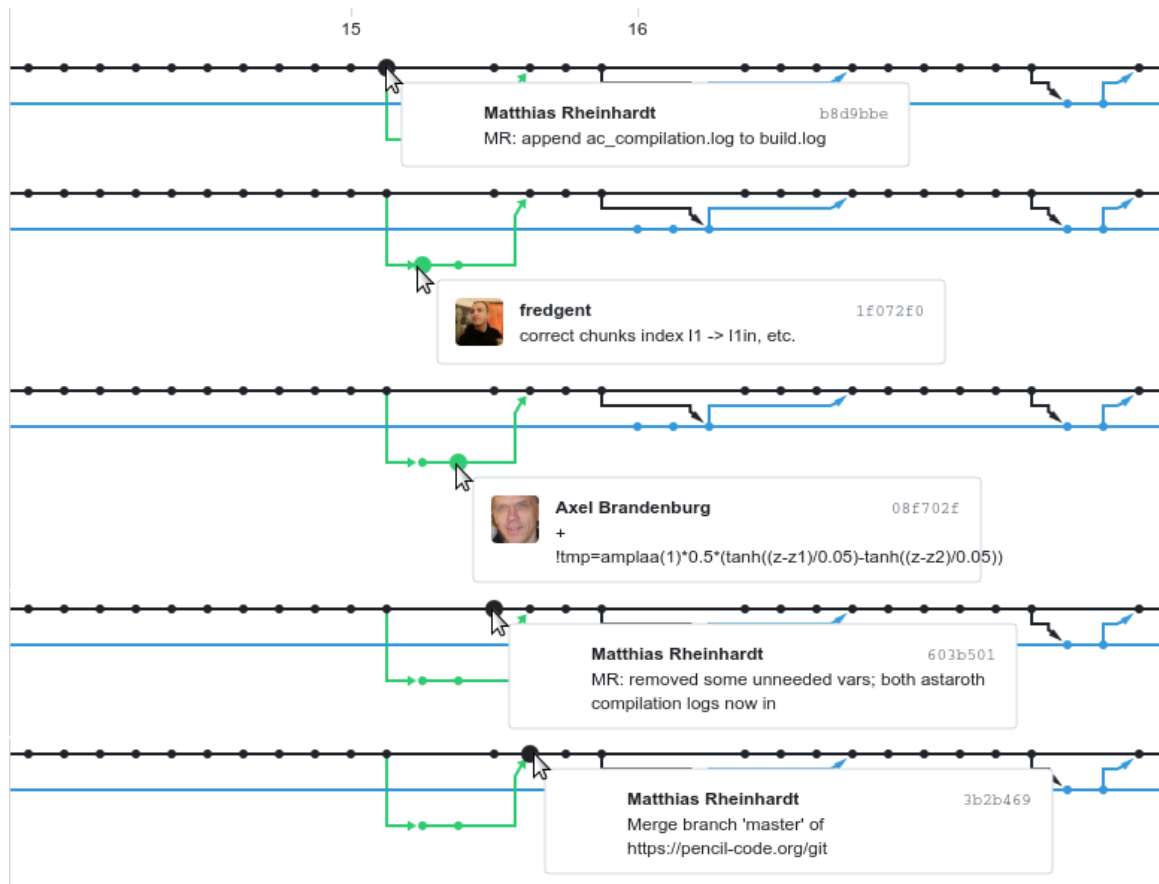 15 16
Matthias Rheinhardt b8d9bbe
MR: append ac_compilation.log to build.log
fredgent 1f072f0
correct chunks index l1 -> l1in, etc.
Axel Brandenburg 08f702f
+
!tmp=amplaa(1)*0.5*(tanh((z-z1)/0.05)-tanh((z-z2)/0.05))
Matthias Rheinhardt 603b501
MR: removed some unneeded vars; both astaroth
compilation logs now in
Matthias Rheinhardt 3b2b469
Merge branch 'master' of
https://pencil-code.org/git